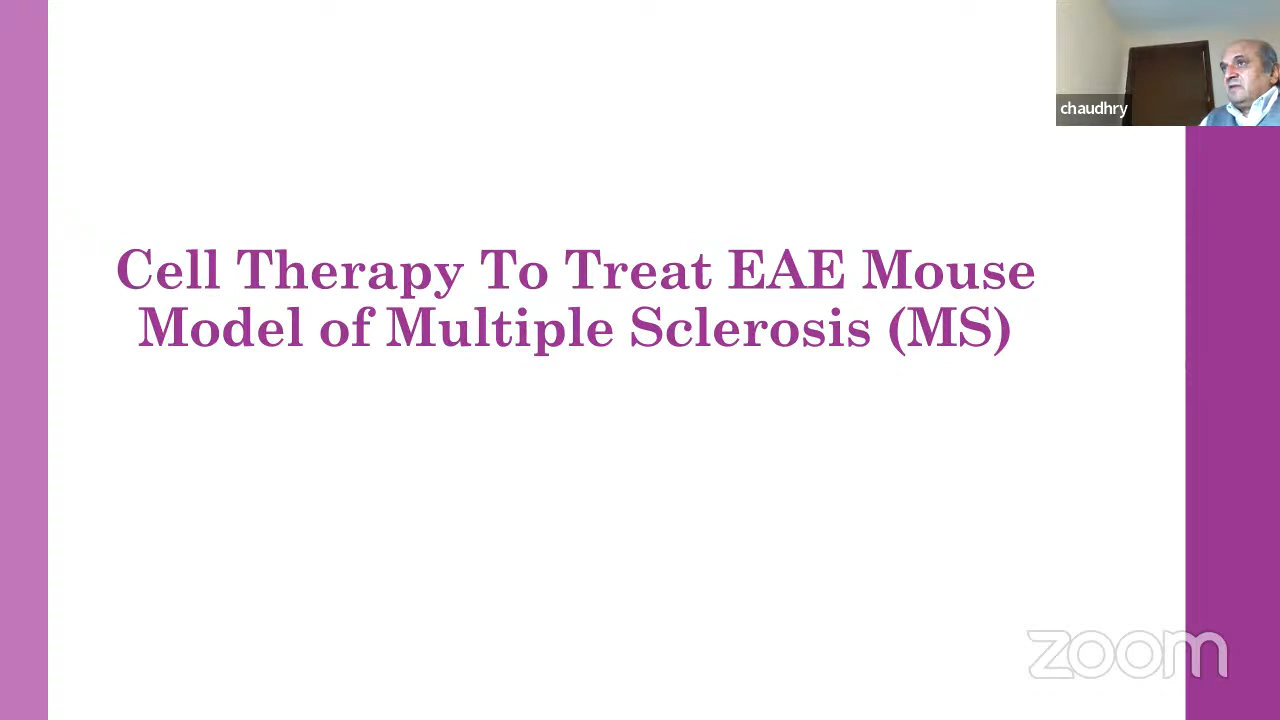 chaudhry
Cell Therapy To Treat EAE Mouse
Model of Multiple Sclerosis (MS)
zoom